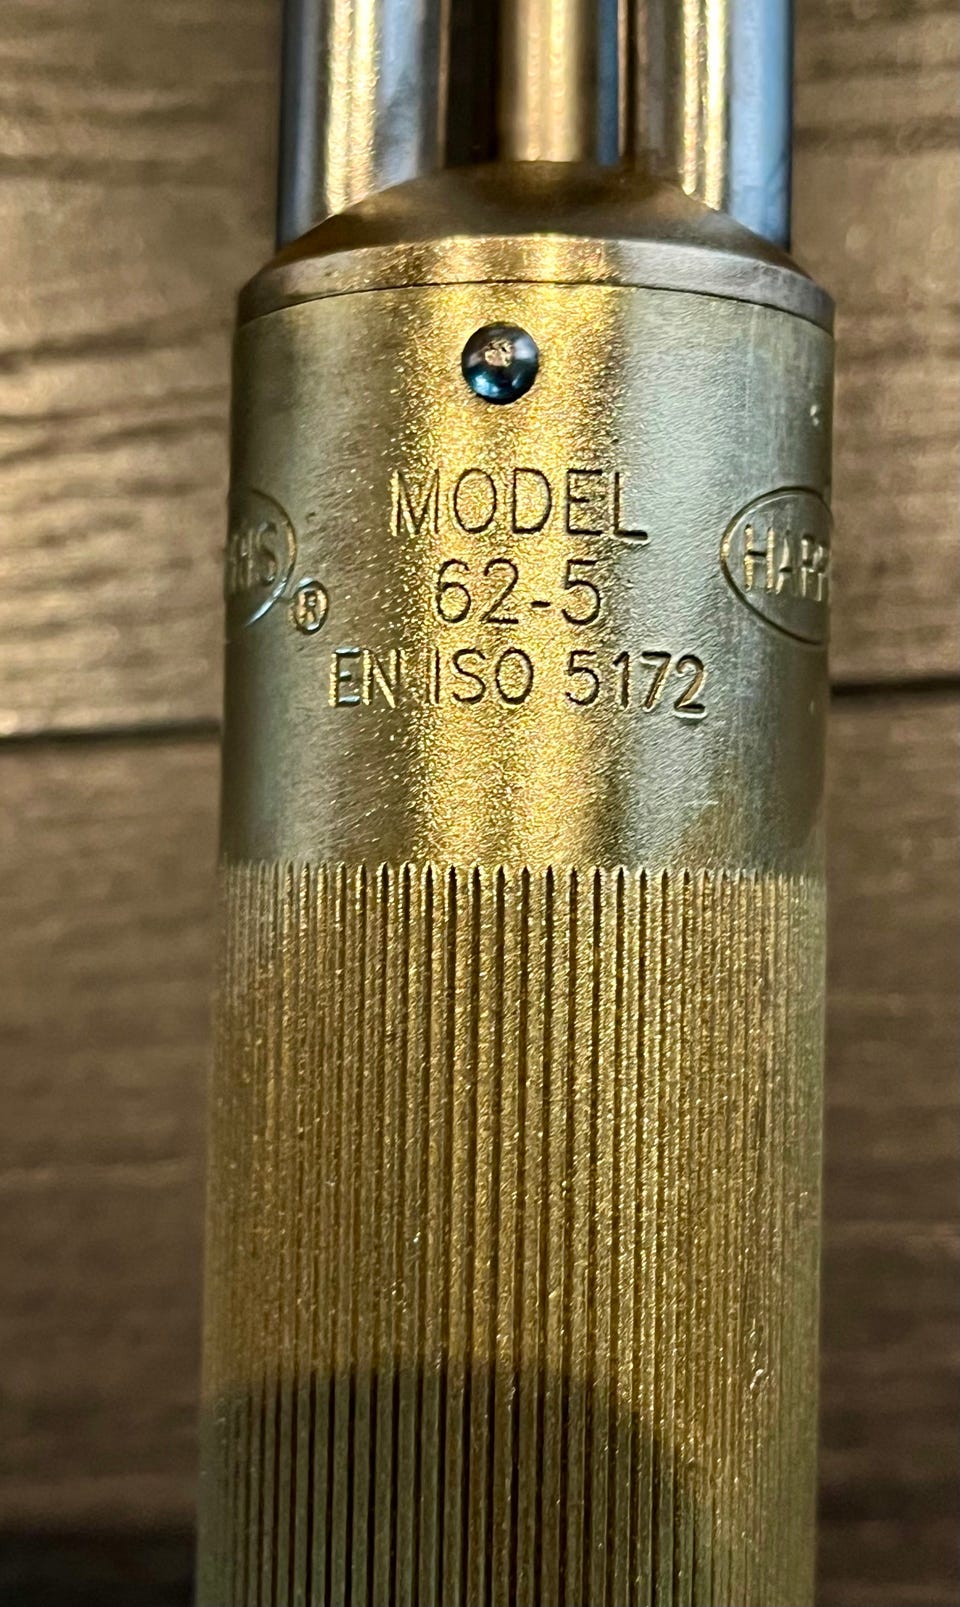 MODEL
62-5
EN ISO 5172
®